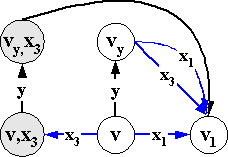 v_y,x_3 v_y
x_1
x_3
y y
v,x_3 x_3 v x_1 v_1